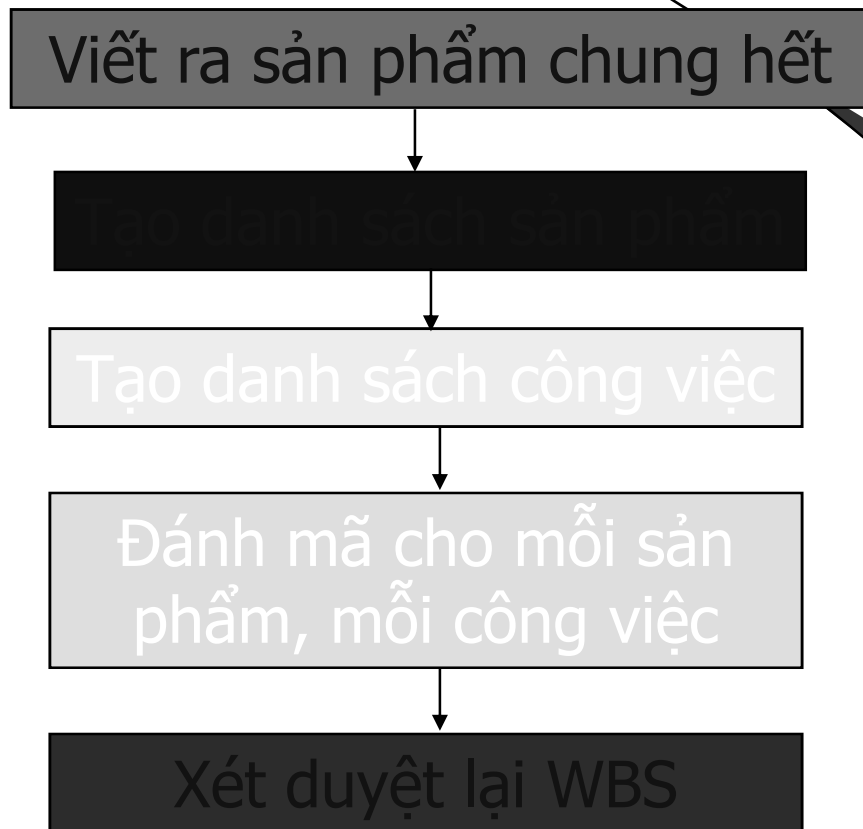 Viết ra sản phẩm chung hết
Tạo danh sách sản phẩm
Tạo danh sách công việc
Đánh mã cho mỗi sản
phẩm, mỗi công việc
Xét duyệt lại WBS